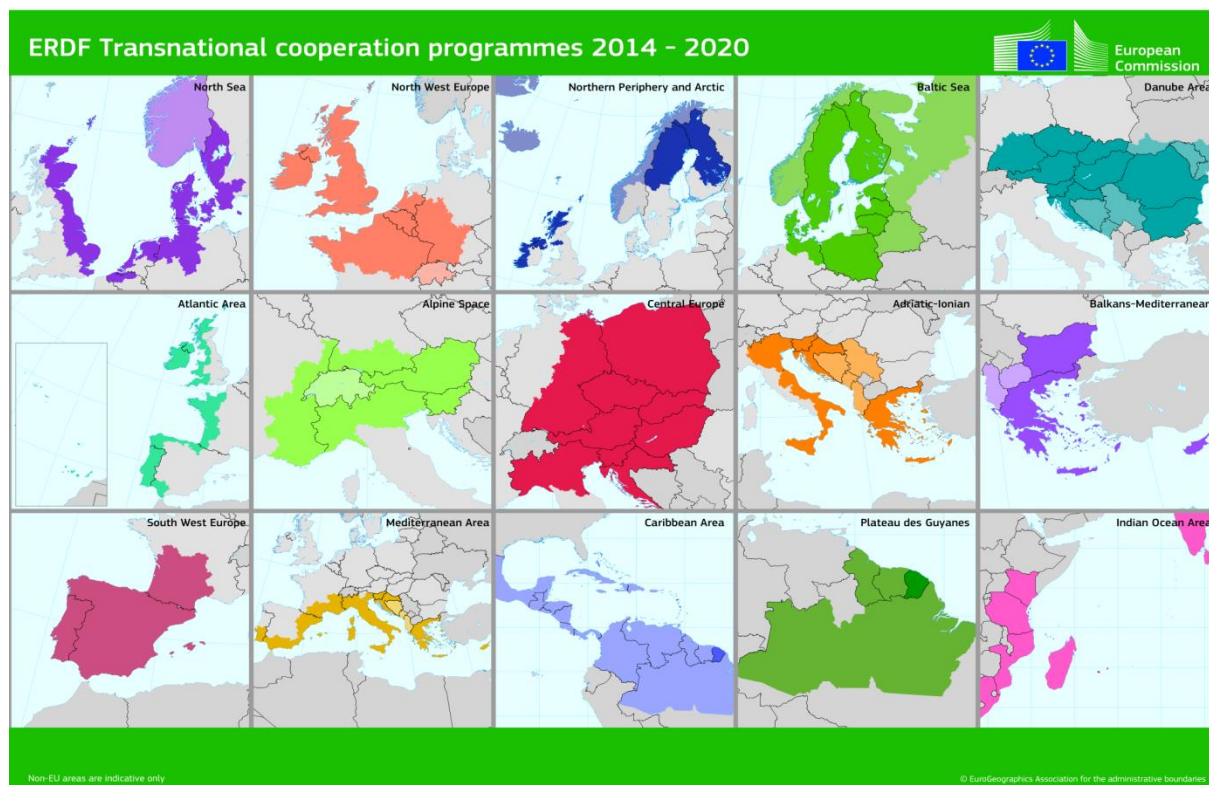 ERDF Transnational cooperation programmes 2014 - 2020
European
Commission
North Sea
North West Europe
Northern Periphery and Arctic
Baltic Sea
Danube Area
Atlantic Area
Alpine Space
Central Europe
Adriatic-Ionian
Balkans-Mediterranean
South West Europe
Mediterranean Area
Caribbean Area
Plateau des Guyanes
Indian Ocean Area
Non-EU areas are indicative only
© EuroGeographics Association for the administrative boundaries